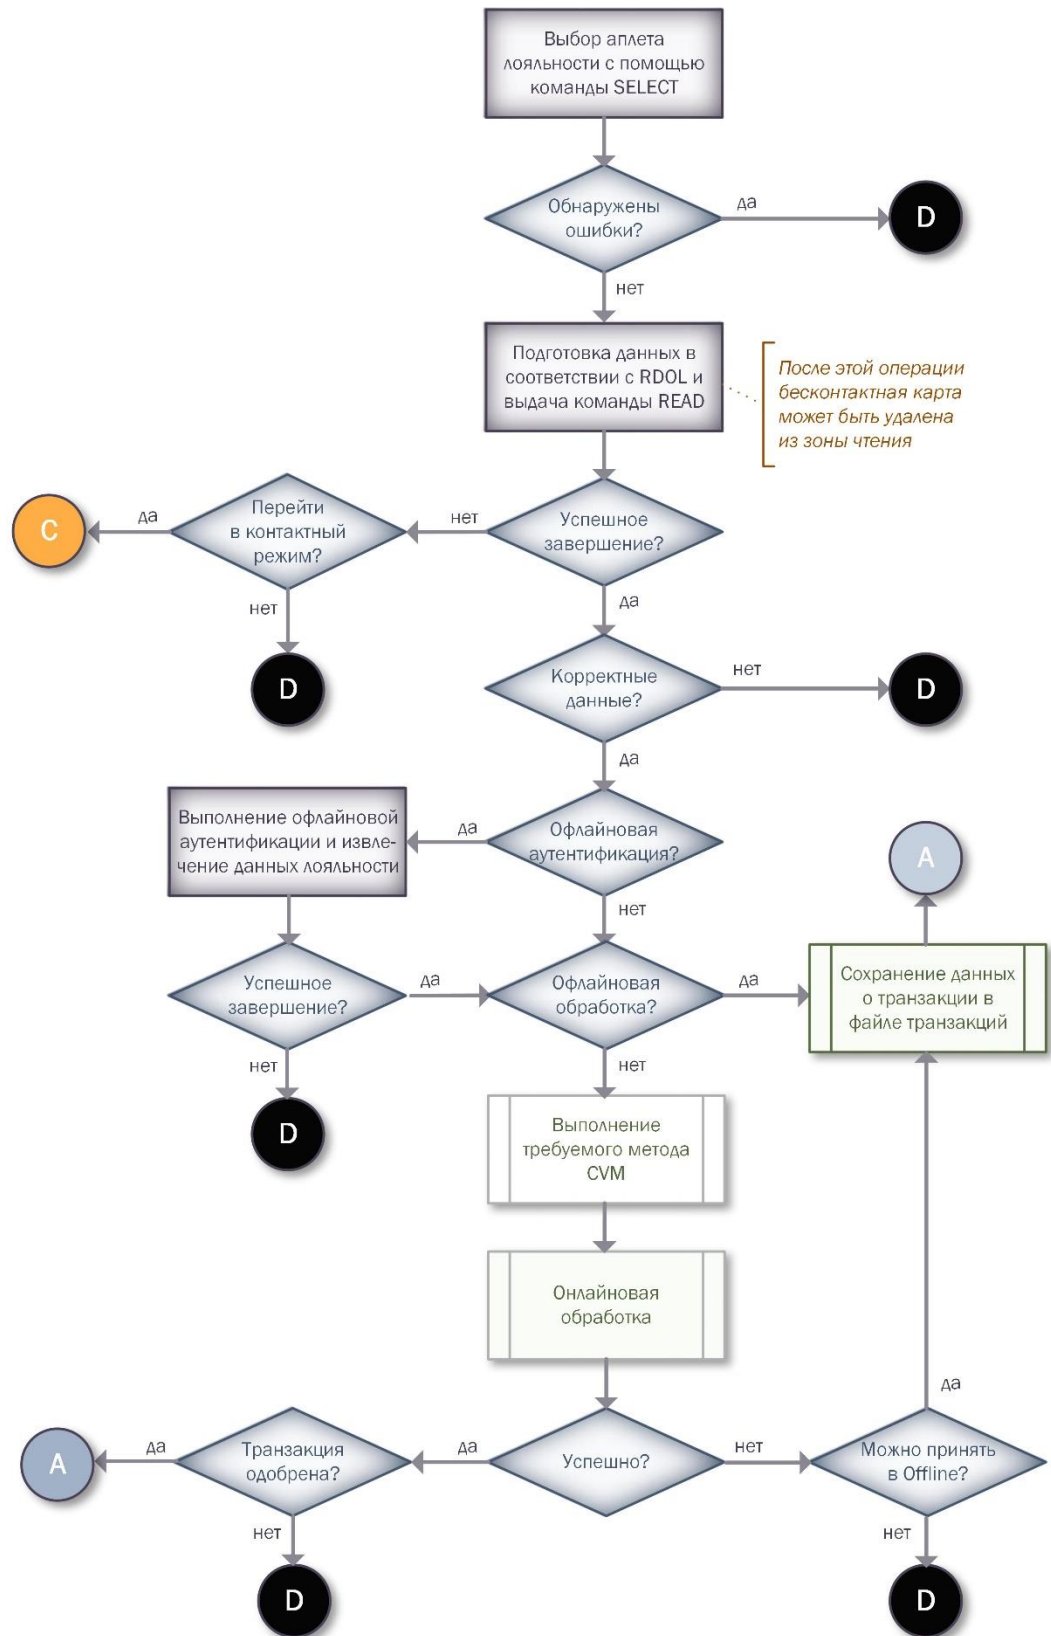 Выбор аплета
лояльности с помощью
команды SELECT
Обнаружены
ошибки?
да
D
нет
Подготовка данных в
соответствии с RDOL и
выдача команды READ
После этой операции
бесконтактная карта
может быть удалена
из зоны чтения
C
да
Перейти
в контактный
режим?
нет
Успешное
завершение?
нет
да
D
Корректные
данные?
нет
D
да
Выполнение офлайновой
аутентификации и извле-
чение данных лояльности
да
Офлайновая
аутентификация?
A
нет
Успешное
завершение?
да
Офлайновая
обработка?
да
Сохранение данных
о транзакции в
файле транзакций
нет
нет
D
Выполнение
требуемого метода
CVM
Онлайновая
обработка
да
A
да
Транзакция
одобрена?
да
Успешно?
нет
Можно принять
в Offline?
нет
нет
D
D